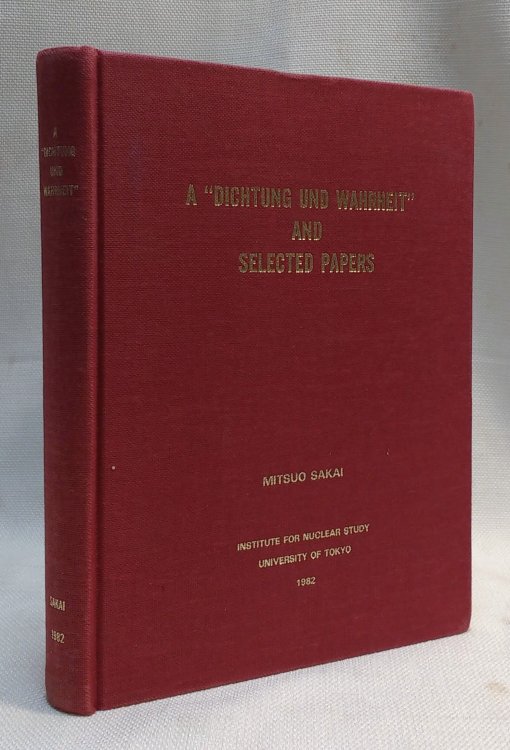 A
"DICHTUNG
UND
WAHRHEIT"
SAKAI
1982
A "DICHTUNG UND WAHRHEIT"
AND
SELECTED PAPERS
MITSUO SAKAI
INSTITUTE FOR NUCLEAR STUDY
UNIVERSITY OF TOKYO
1982